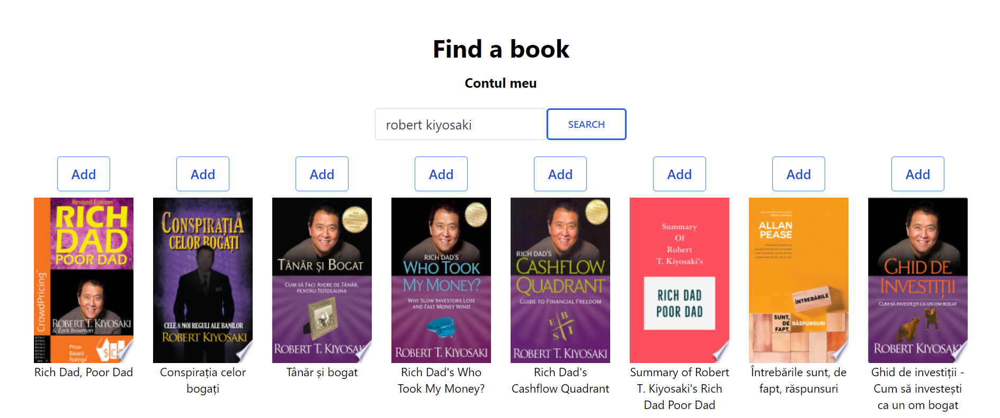 Find a book
Contul meu
robert kiyosaki
SEARCH
Add
Add
Add
Add
Add
Add
Add
Add
Revised Edition
RICH
DAD
POOR DAD
CrowdPricing
ROBERT T. KIYOSAKI
& Zack Bowman
Price-
Based
Ratings
Rich Dad, Poor Dad
CONSPIRAȚIA
CELOR BOGAȚI
CELE 8 NOI REGULI ALE BANILOR
ROBERT KIYOSAKI
Conspirația celor
bogați
TÂNĂR ȘI BOGAT
CUM SĂ FACI AVERE DE TÂNĂR,
PENTRU TOTDEAUNA
ROBERT T. KIYOSAK
Tânăr și bogat
RICH DAD'S
WHO TOOK
MY MONEY?
WHY SLOW INVESTORS LOSE
AND FAST MONEY WINS!
ROBERT T. KIYOSAKI
Rich Dad's Who
Took My Money?
RICH DAD'S
CASHFLOW
QUADRANT
GUIDE TO FINANCIAL FREEDOM
E B
S I
ROBERT T. KIYOSAKI
Rich Dad's
Cashflow Quadrant
Summary
Of
Robert
T. Kiyosaki's
RICH DAD
POOR DAD
Summary of Robert
T. Kiyosaki's Rich
Dad Poor Dad
ALLAN
PEASE
ÎNTREBĂRILE
SUNT,
DE
FAPT,
RĂSPUNSURI
Întrebările sunt, de
fapt, răspunsuri
GHID DE
INVESTIȚII
CUM SĂ INVESTEȘTI CA UN OM BOGAT
ROBERT KIYOSAK
Ghid de investiții -
Cum să investești
ca un om bogat